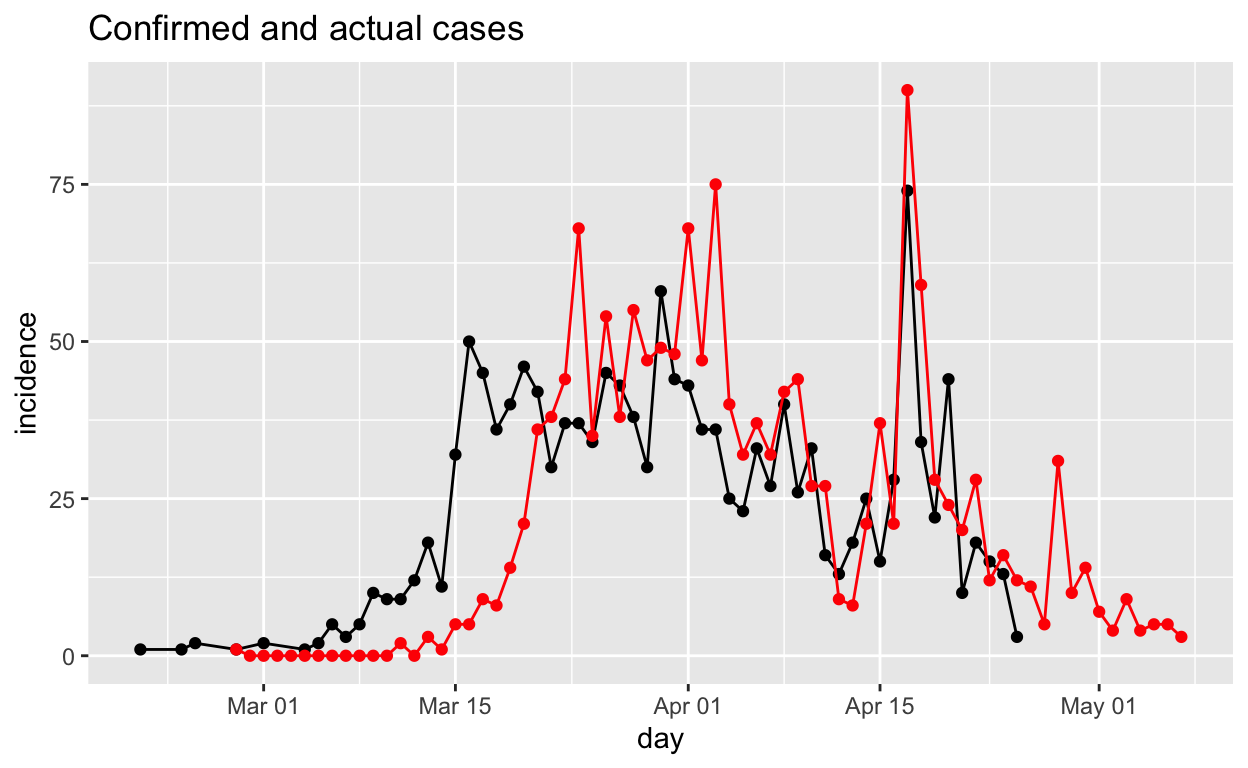 Confirmed and actual cases
incidence
75
50
25
0
Mar 01
Mar 15
Apr 01
Apr 15
May 01
day